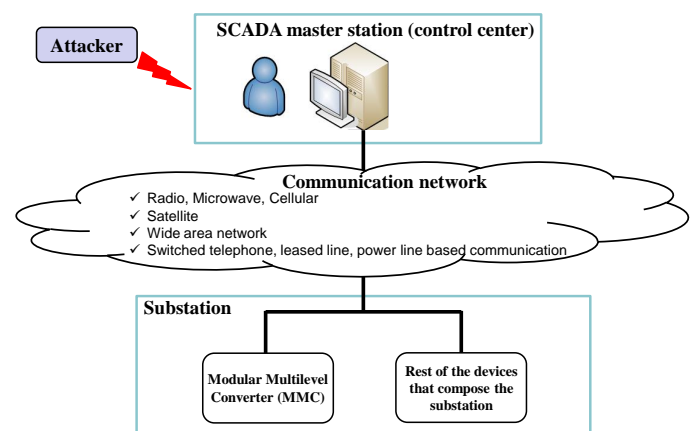 SCADA master station (control center)
Attacker
Communication network
✓ Radio, Microwave, Cellular
✓ Satellite
✓ Wide area network
✓ Switched telephone, leased line, power line based communication
Substation
Modular Multilevel
Converter (MMC)
Rest of the devices
that compose the
substation